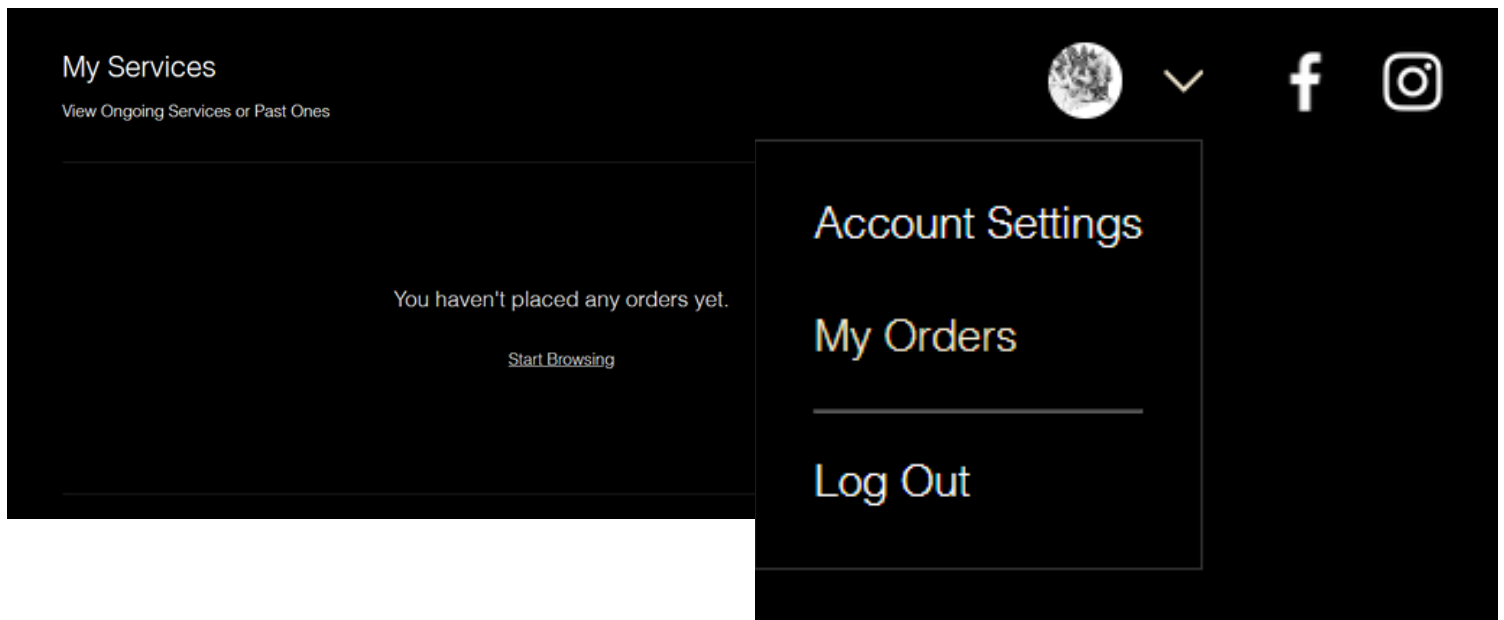 My Services
View Ongoing Services or Past Ones
You haven't placed any orders yet.
Start Browsing
Account Settings
My Orders
Log Out